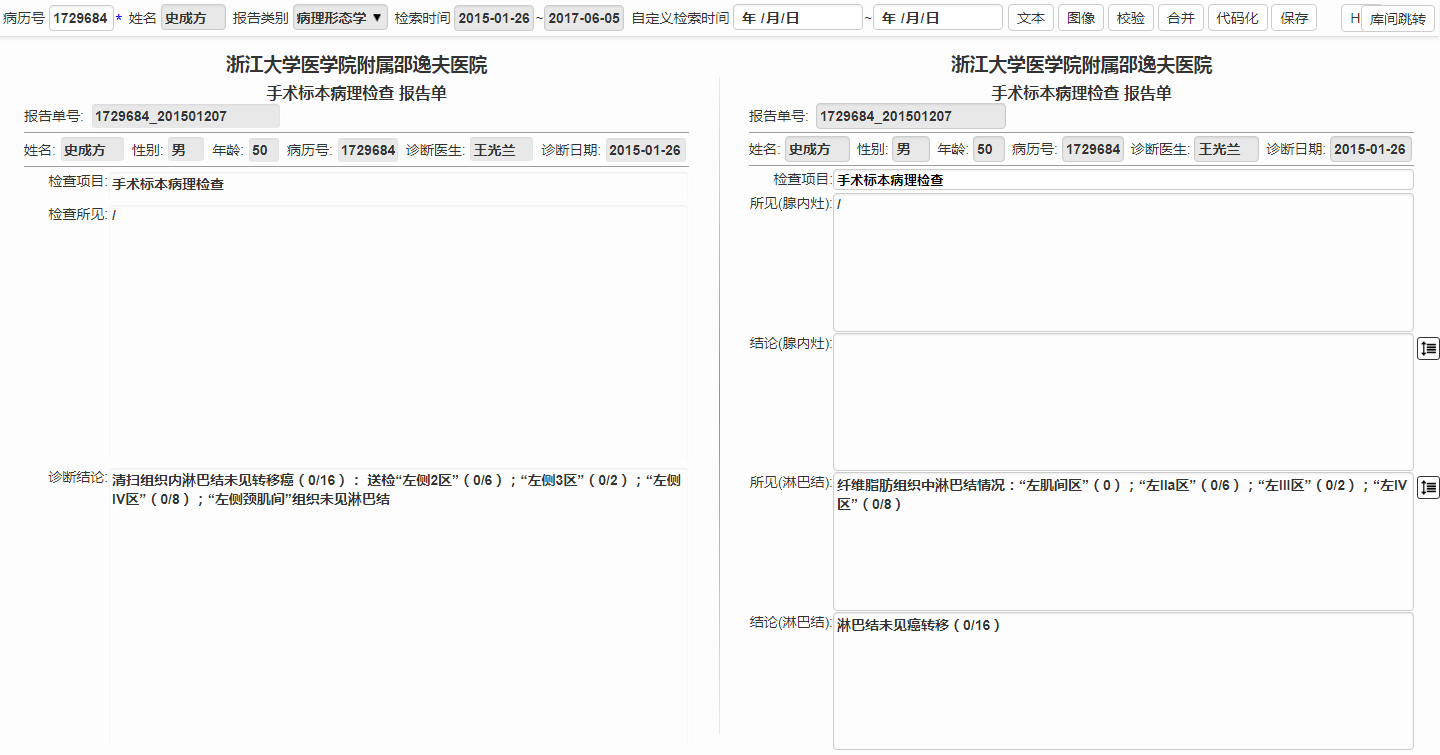 病历号 1729684 * 姓名 史成方 报告类别 病理形态学 ▼ 检索时间 2015-01-26 ~ 2017-06-05 自定义检索时间 年 /月/日 ~ 年 /月/日 文本 图像 校验 合并 代码化 保存 H 库间跳转
浙江大学医学院附属邵逸夫医院
手术标本病理检查 报告单
报告单号: 1729684_201501207
姓名: 史成方 性别: 男 年龄: 50 病历号: 1729684 诊断医生: 王光兰 诊断日期: 2015-01-26
检查项目: 手术标本病理检查
检查所见: /
诊断结论: 清扫组织内淋巴结未见转移癌（0/16）： 送检“左侧2区”（0/6）；“左侧3区”（0/2）；“左侧
IV区”（0/8）；“左侧颈肌间”组织未见淋巴结
浙江大学医学院附属邵逸夫医院
手术标本病理检查 报告单
报告单号: 1729684_201501207
姓名: 史成方 性别: 男 年龄: 50 病历号: 1729684 诊断医生: 王光兰 诊断日期: 2015-01-26
检查项目: 手术标本病理检查
所见(腺内灶): /
结论(腺内灶):
所见(淋巴结): 纤维脂肪组织中淋巴结情况：“左肌间区”（0）；“左IIa区”（0/6）；“左III区”（0/2）；“左IV
区”（0/8）
结论(淋巴结): 淋巴结未见癌转移（0/16）